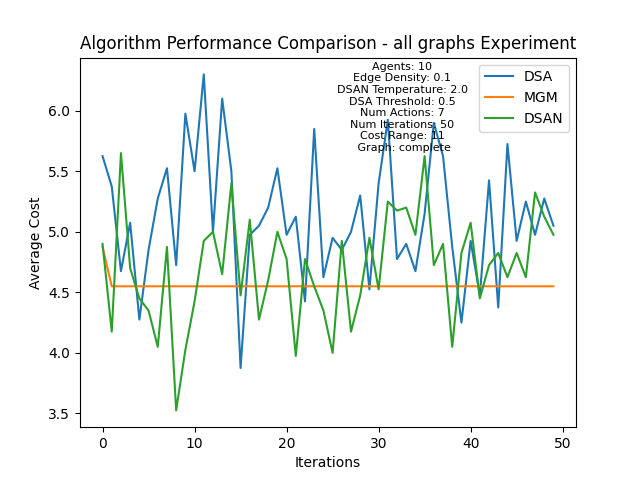 Algorithm Performance Comparison - all graphs Experiment
Agents: 10
Edge Density: 0.1
DSAN Temperature: 2.0
DSA Threshold: 0.5
Num Actions: 7
Num Iterations: 50
Cost Range: 11
Graph: complete
DSA
MGM
DSAN
Average Cost
6.0
5.5
5.0
4.5
4.0
3.5
0
10
20
30
40
50
Iterations